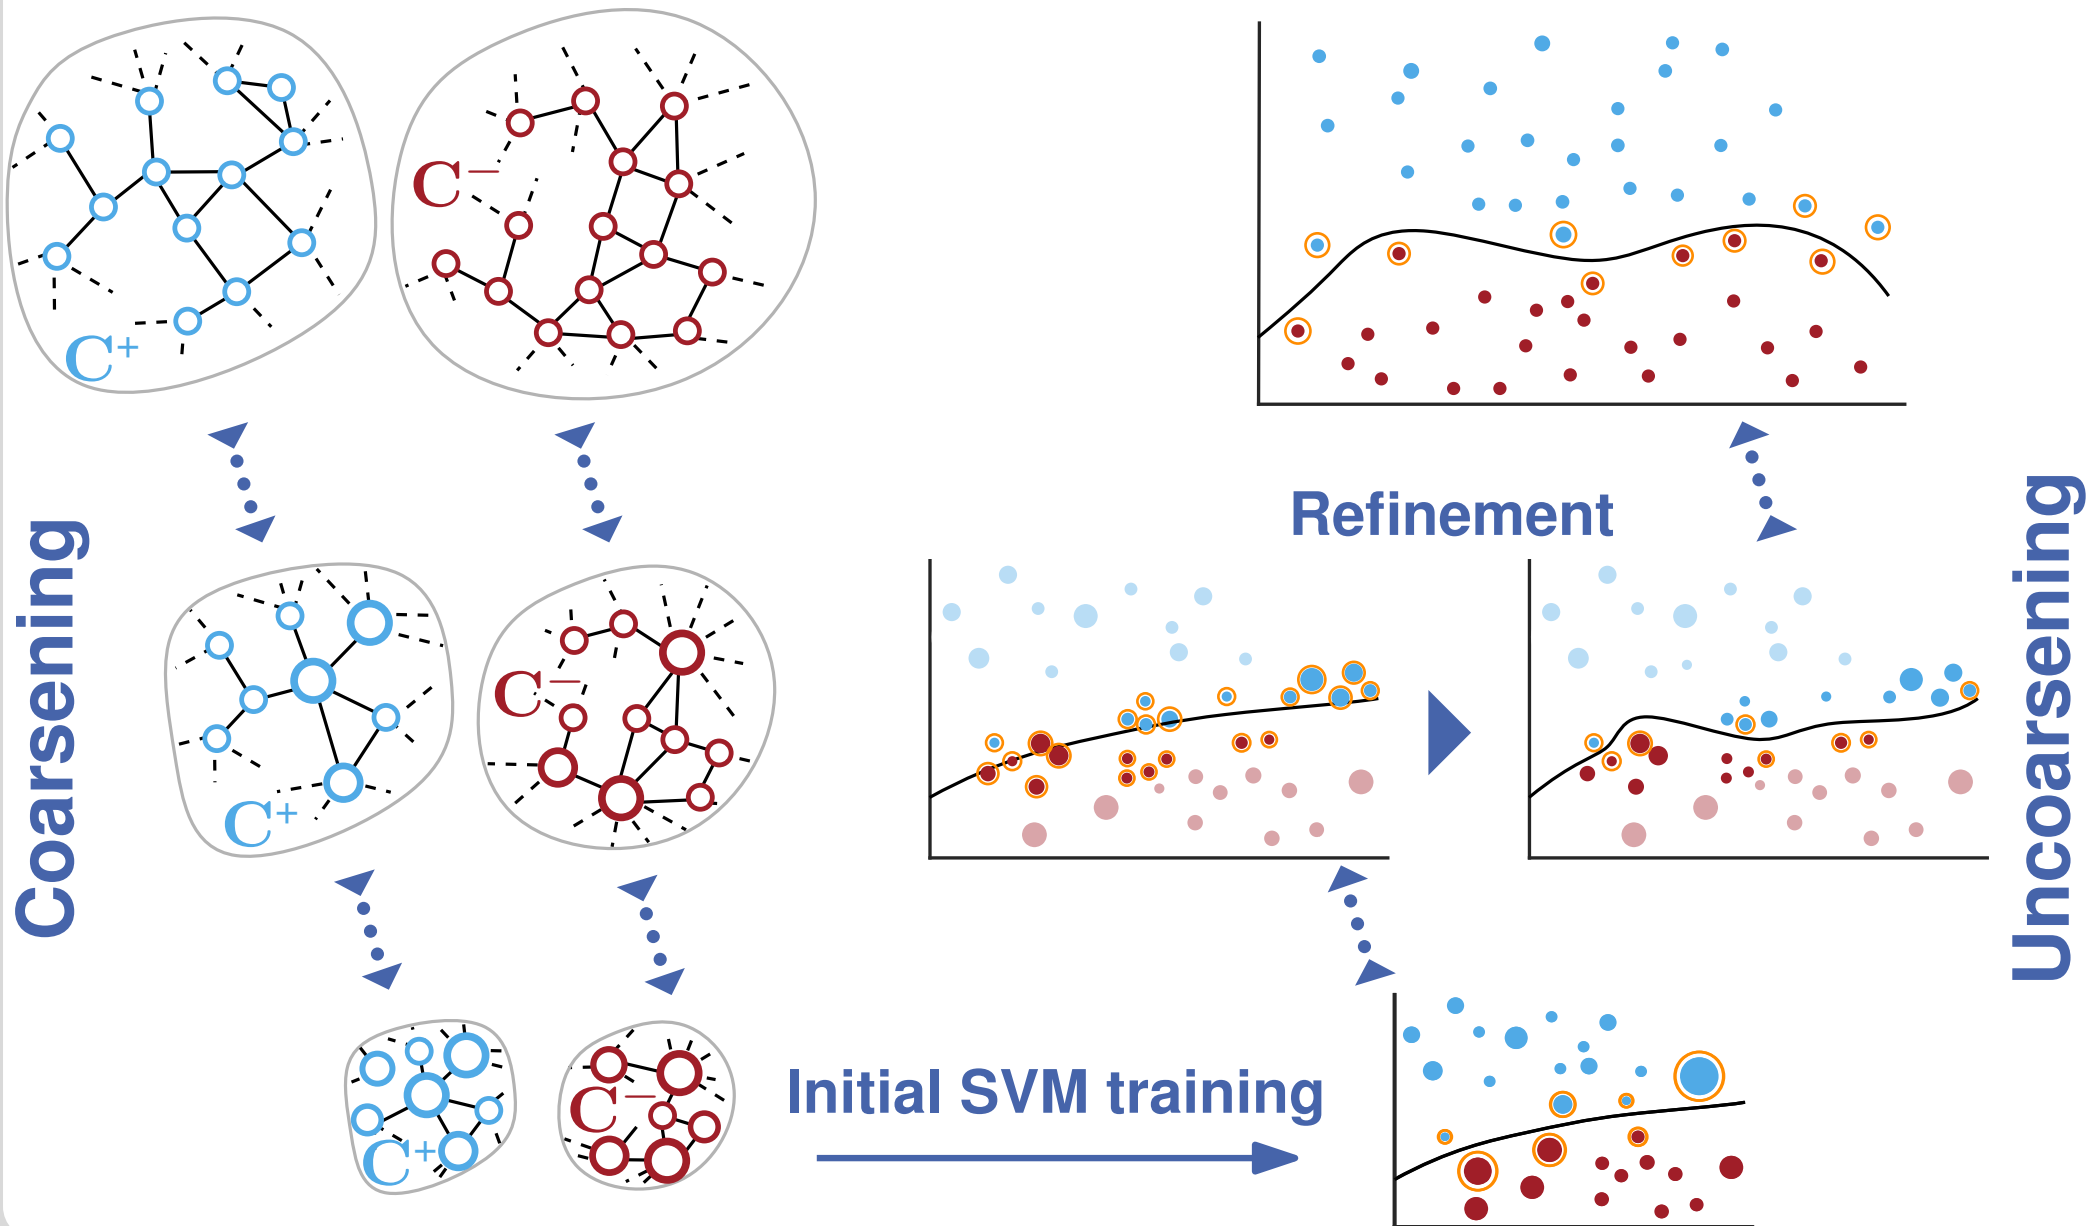 C⁻
C⁺
Coarsening
Refinement
Uncoarsening
C⁻
C⁺
Initial SVM training
C⁻
C⁺